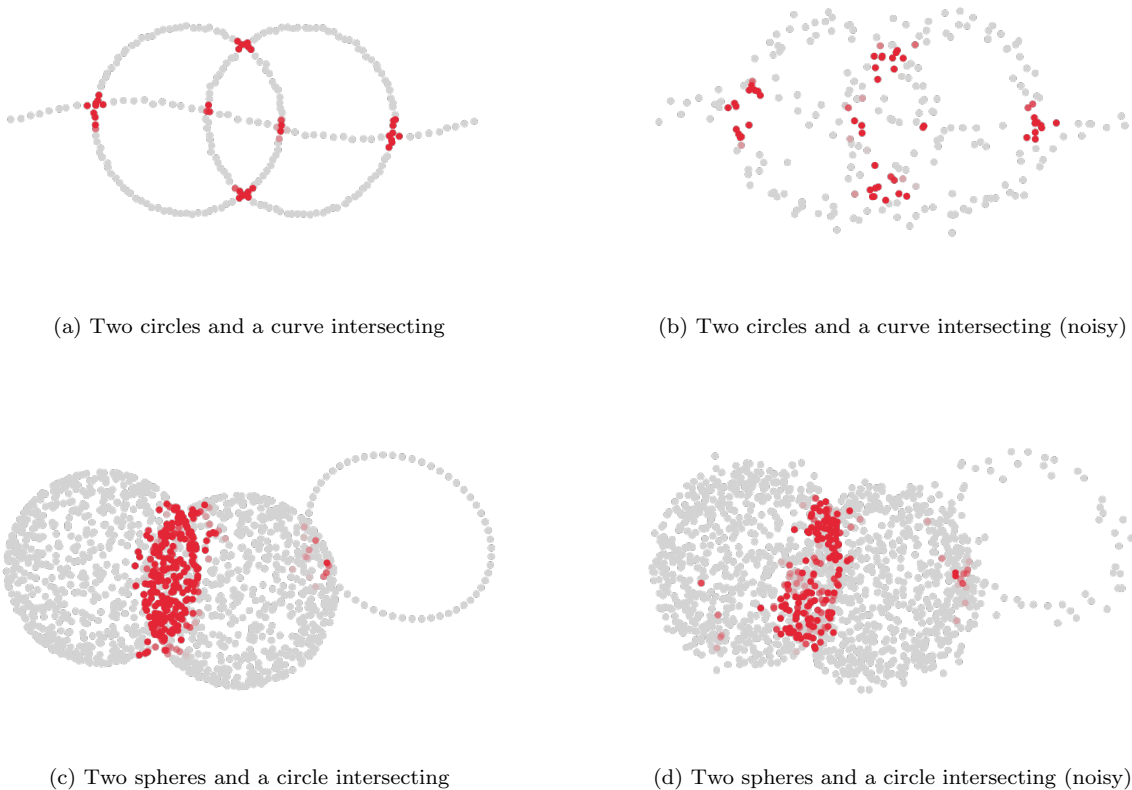 (a) Two circles and a curve intersecting
(b) Two circles and a curve intersecting (noisy)
(c) Two spheres and a circle intersecting
(d) Two spheres and a circle intersecting (noisy)